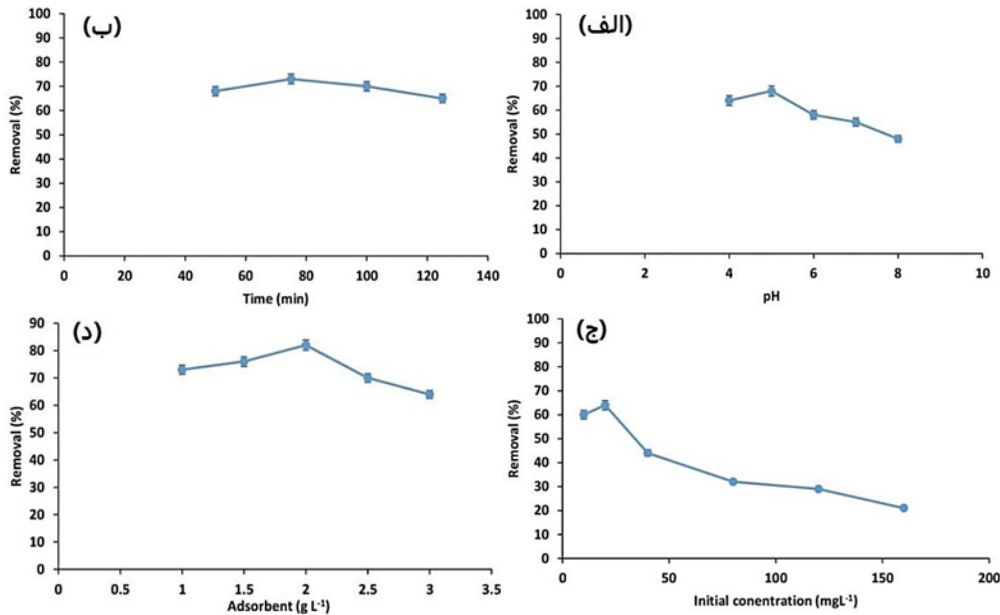 (الف)
100
90
80
70
60
50
40
30
20
10
0
Removal (%)
0 2 4 6 8 10
pH
(ب)
100
90
80
70
60
50
40
30
20
10
0
Removal (%)
0 20 40 60 80 100 120 140
Time (min)
(ج)
100
90
80
70
60
50
40
30
20
10
0
Removal (%)
0 50 100 150 200
Initial conentration (mgL-1)
(د)
90
80
70
60
50
40
30
20
10
0
Removal (%)
0 0.5 1 1.5 2 2.5 3 3.5
Adsorbent (g L-1)